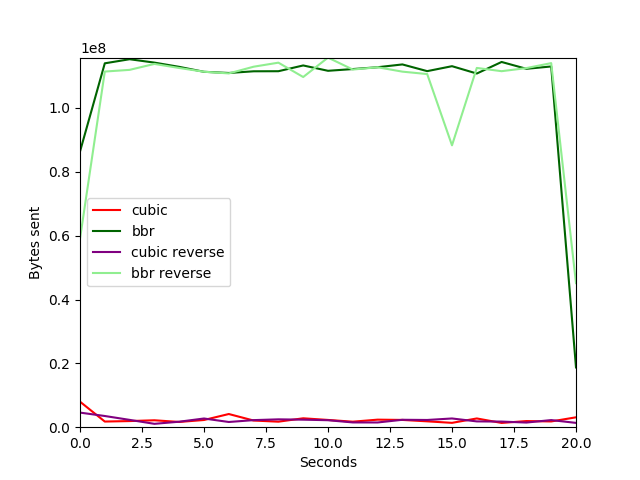 1e8
1.0
0.8
0.6
0.4
0.2
0.0
Bytes sent
cubic
bbr
cubic reverse
bbr reverse
0.0 2.5 5.0 7.5 10.0 12.5 15.0 17.5 20.0
Seconds